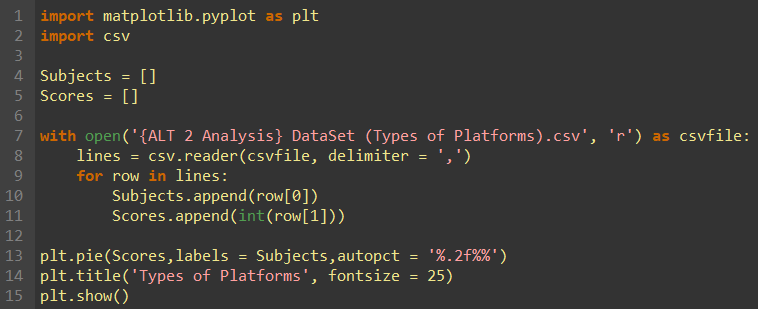 1 import matplotlib.pyplot as plt
2 import csv
3
4 Subjects = []
5 Scores = []
6
7 with open('{ALT 2 Analysis} DataSet (Types of Platforms).csv', 'r') as csvfile:
8     lines = csv.reader(csvfile, delimiter = ',')
9     for row in lines:
10         Subjects.append(row[0])
11         Scores.append(int(row[1]))
12
13 plt.pie(Scores,labels = Subjects,autopct = '%.2f%%')
14 plt.title('Types of Platforms', fontsize = 25)
15 plt.show()